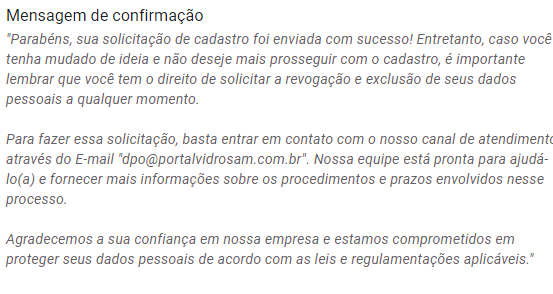 Mensagem de confirmação
"Parabéns, sua solicitação de cadastro foi enviada com sucesso! Entretanto, caso você
tenha mudado de ideia e não deseje mais prosseguir com o cadastro, é importante
lembrar que você tem o direito de solicitar a revogação e exclusão de seus dados
pessoais a qualquer momento.
Para fazer essa solicitação, basta entrar em contato com o nosso canal de atendimento
através do E-mail "dpo@portalvidrosam.com.br". Nossa equipe está pronta para ajudá-
lo(a) e fornecer mais informações sobre os procedimentos e prazos envolvidos nesse
processo.
Agradecemos a sua confiança em nossa empresa e estamos comprometidos em
proteger seus dados pessoais de acordo com as leis e regulamentações aplicáveis."